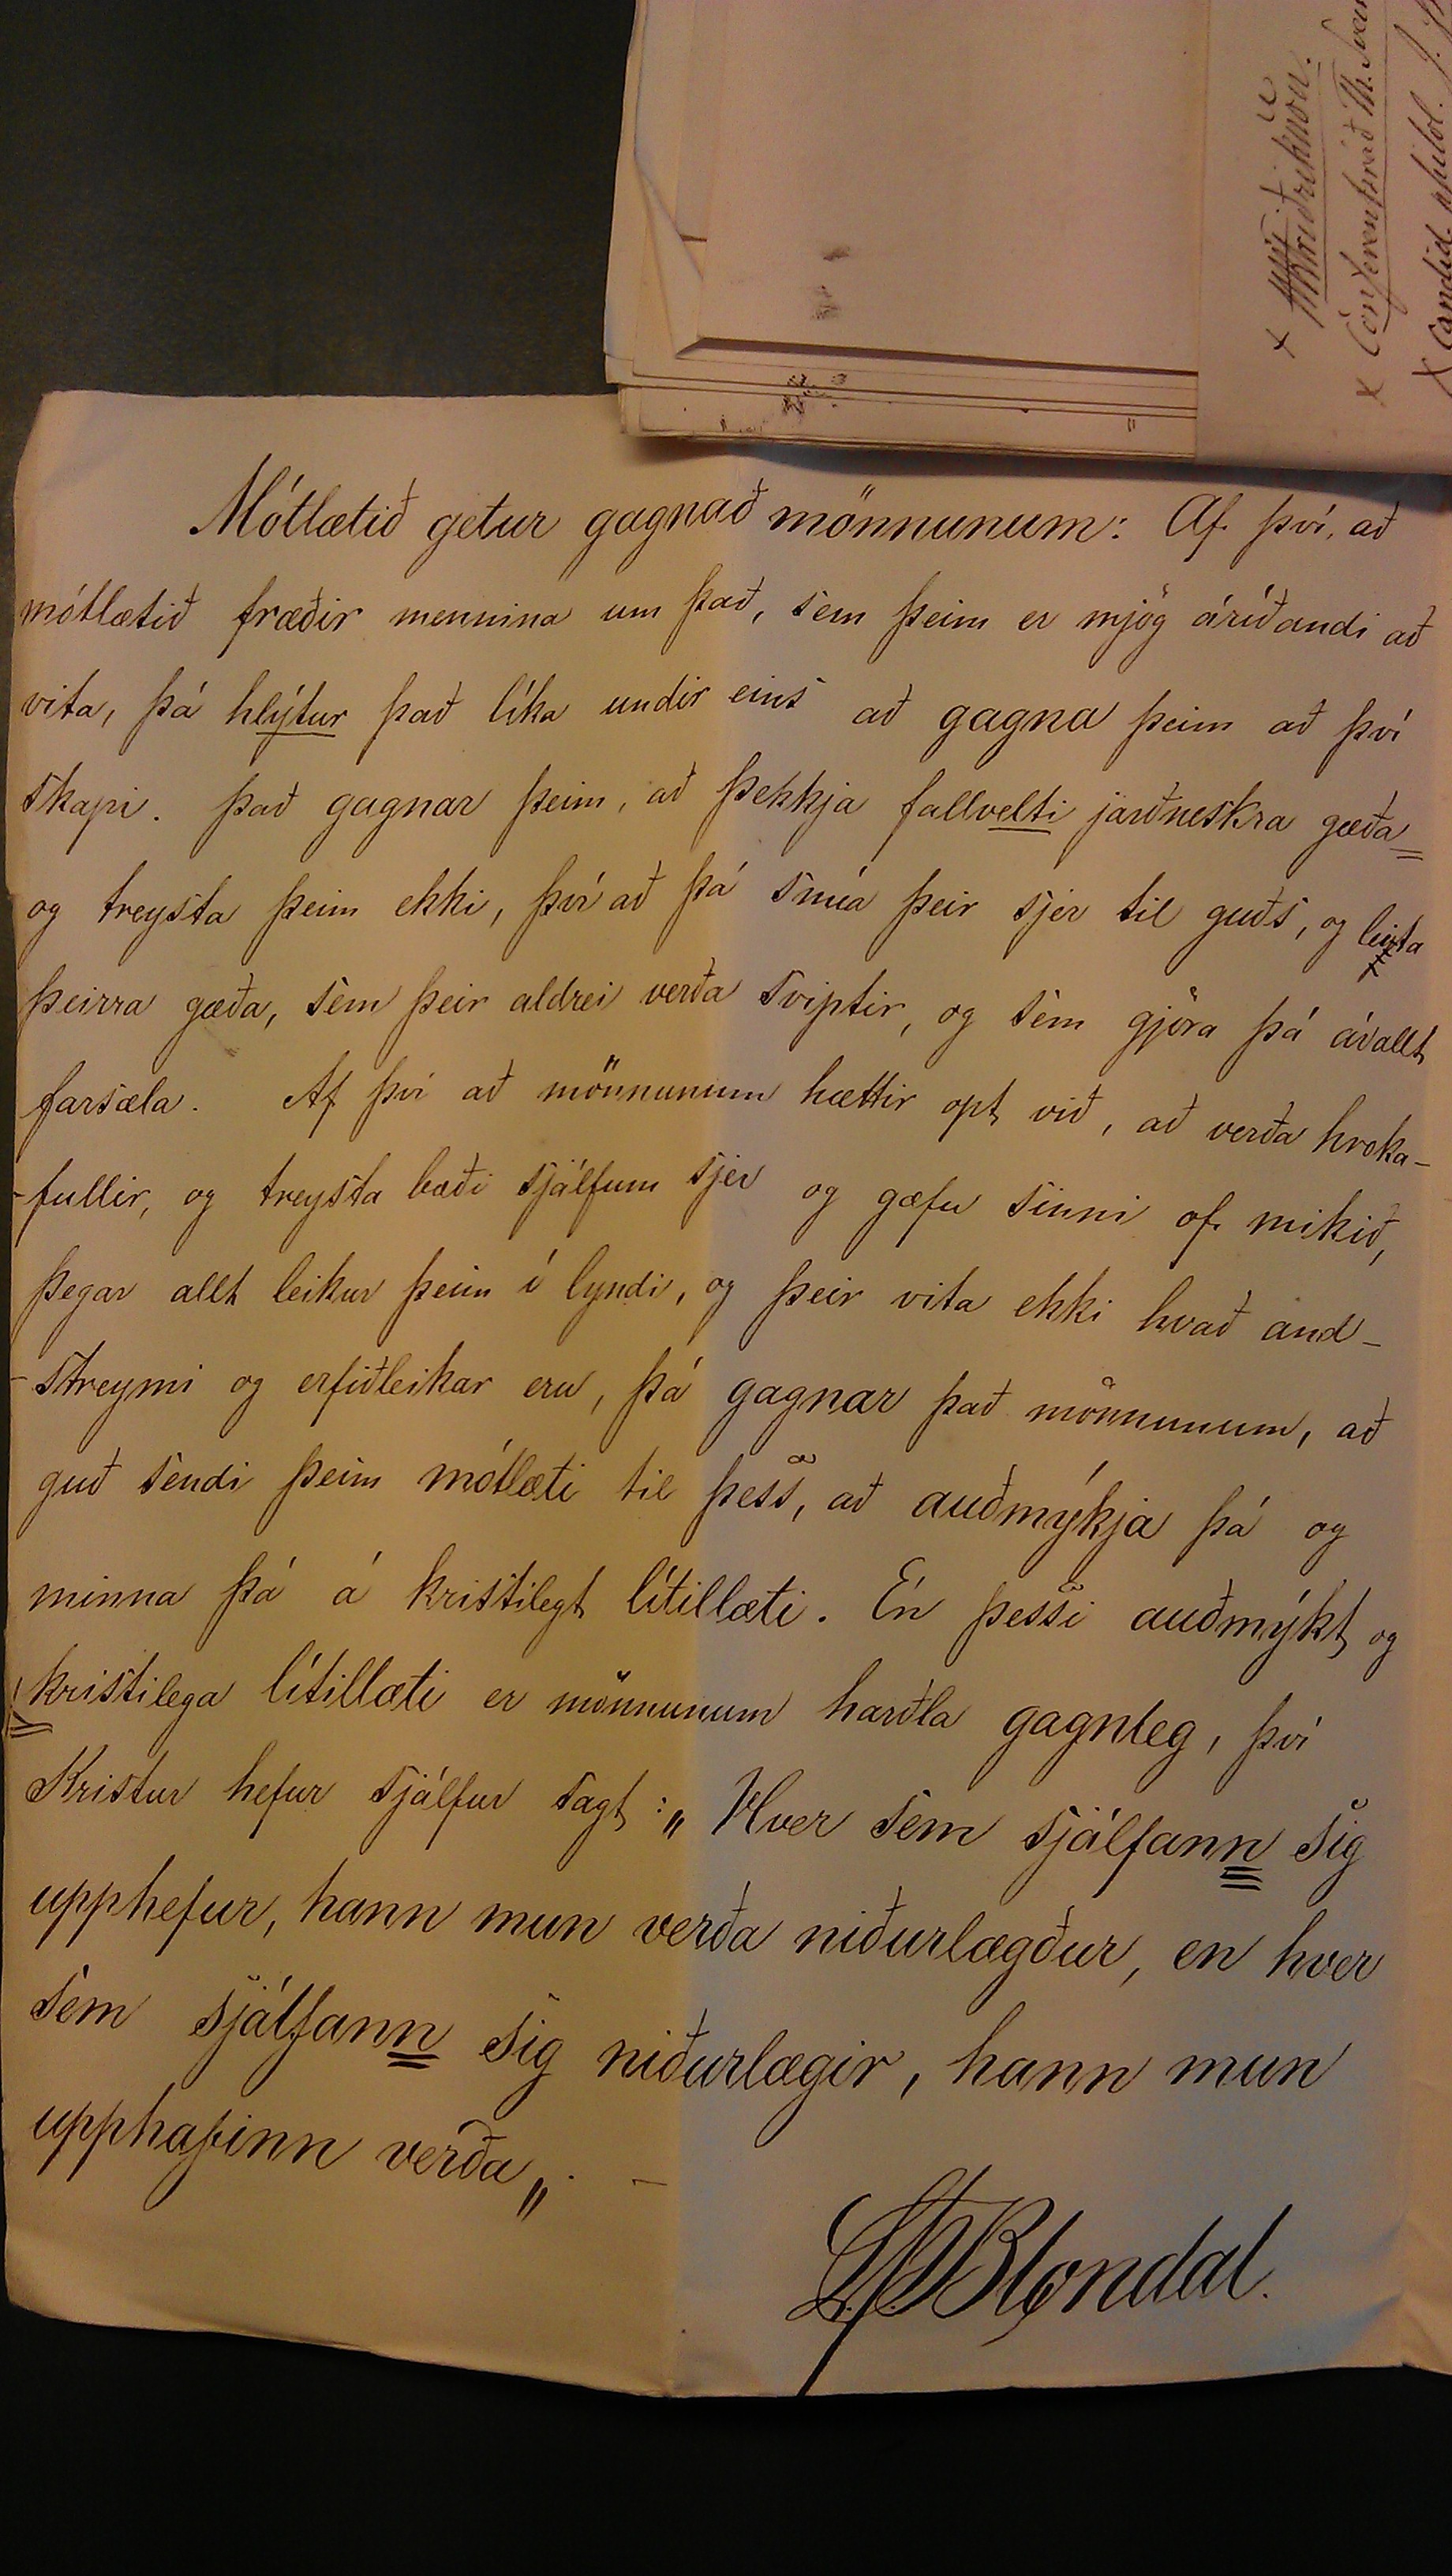 Friðriksson.
Conferentsráð Th. Svein
Candid. philol. J. Þ
Mótlætið getur gagnað mönnunum: Af því, að
mótlætið fræðir mennina um það, sem þeim er mjög áríðandi að
vita, þá hlýtur það líka undir eins að gagna þeim að því
skapi. Það gagnar þeim, að þekkja fallvelti jarðneskra gæða
og treysta þeim ekki, því að þá snúa þeir sjer til guðs, og leita
þeirra gæða, sem þeir aldrei verða sviptir, og sem gjöra þá ávallt
farsæla. Af því að mönnunum hættir opt við, að verða hroka-
-fullir, og treysta bæði sjálfum sjer og gæfu sinni of mikið,
þegar allt leikur þeim í lyndi, og þeir vita ekki hvað and-
-streymi og erfiðleikar eru, þá gagnar það mönnunum, að
guð sendi þeim mótlæti til þess, að auðmýkja þá og
minna þá á kristilegt lítillæti. En þessi auðmýkt og
kristilega lítillæti er mönnunum harðla gagnleg, því
Kristur hefur sjálfur sagt: „Hver sem sjálfann sig
upphefur, hann mun verða niðurlægður, en hver
sem sjálfann sig niðurlægir, hann mun
upphafinn verða„. —
Blöndal.